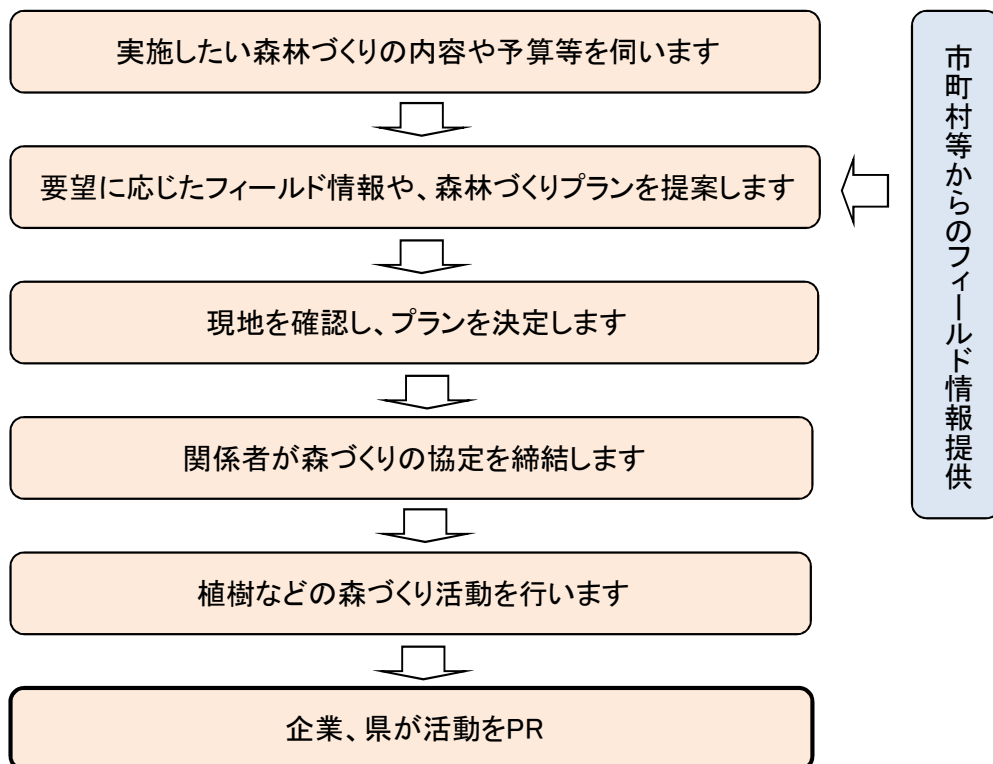 実施したい森林づくりの内容や予算等を伺います
要望に応じたフィールド情報や、森林づくりプランを提案します
現地を確認し、プランを決定します
関係者が森づくりの協定を締結します
植樹などの森づくり活動を行います
企業、県が活動をPR
市町村等からのフィールド情報提供